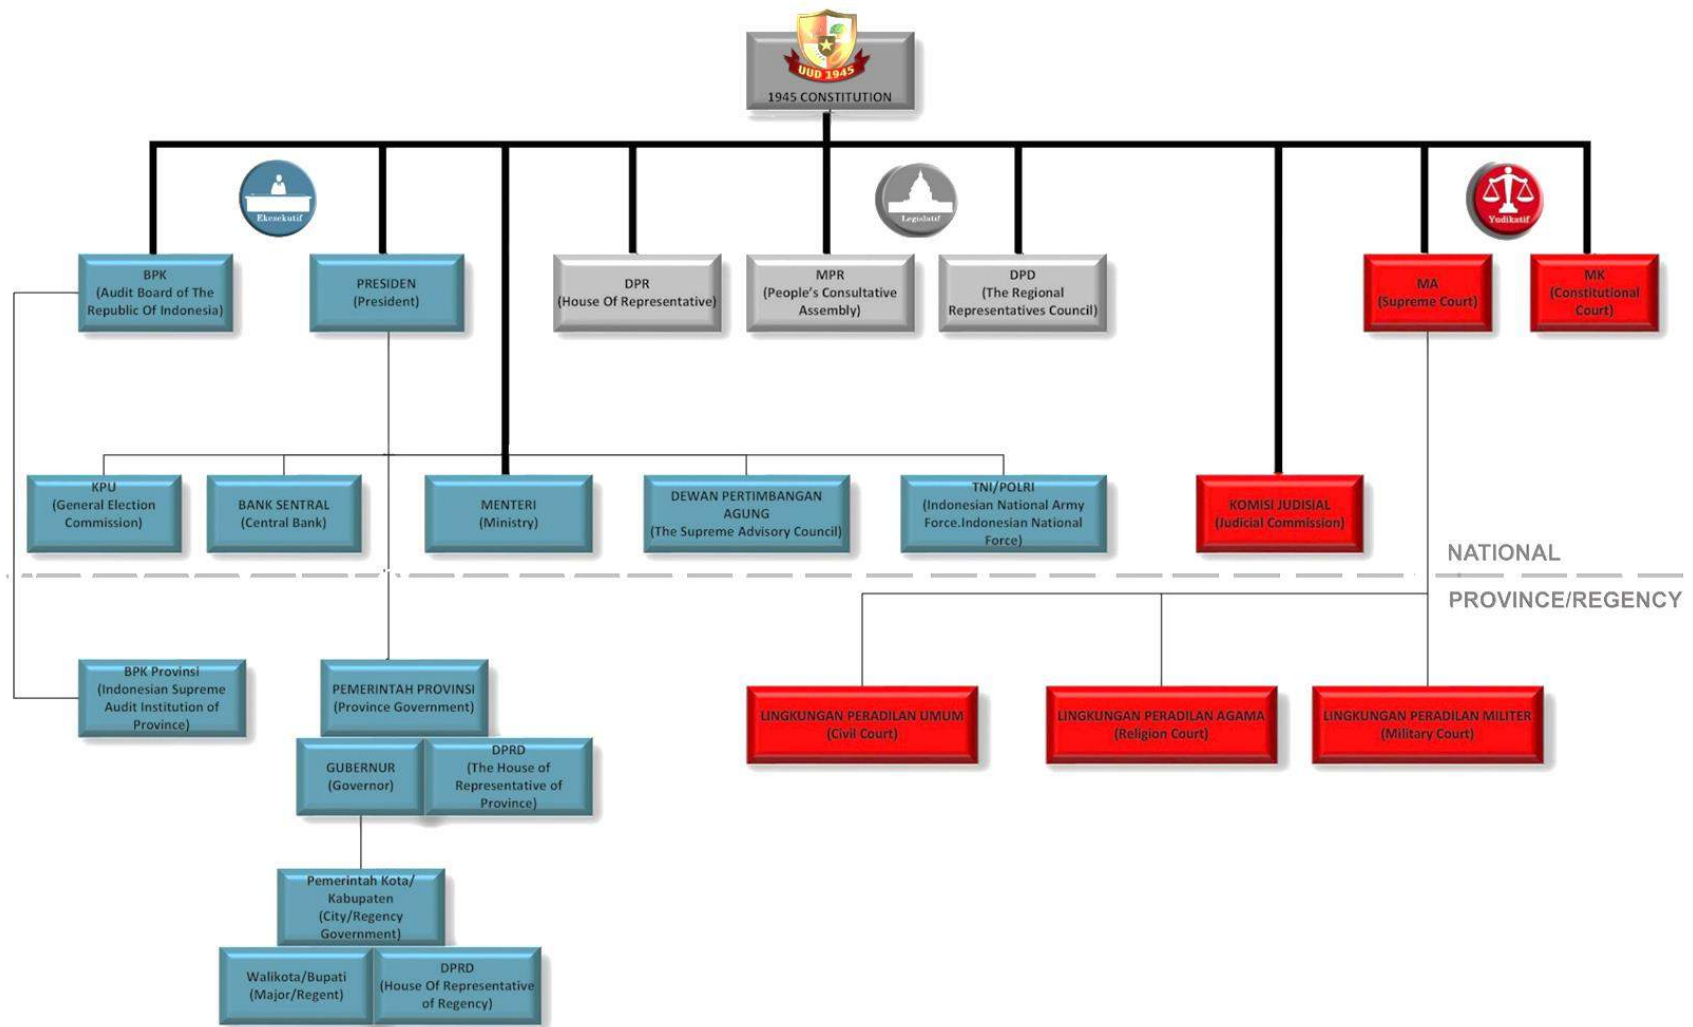 UUD 1945
1945 CONSTITUTION
Ekesekutif
Legislatif
Yudikatif
BPK
(Audit Board of The
Republic Of Indonesia)
PRESIDEN
(President)
DPR
(House Of Representative)
MPR
(People's Consultative
Assembly)
DPD
(The Regional
Representatives Council)
MA
(Supreme Court)
MK
(Constitutional
Court)
KPU
(General Election
Commission)
BANK SENTRAL
(Central Bank)
MENTERI
(Ministry)
DEWAN PERTIMBANGAN
AGUNG
(The Supreme Advisory Council)
TNI/POLRI
(Indonesian National Army
Force.Indonesian National
Force)
KOMISI JUDISIAL
(Judicial Commission)
NATIONAL
PROVINCE/REGENCY
BPK Provinsi
(Indonesian Supreme
Audit Institution of
Province)
PEMERINTAH PROVINSI
(Province Government)
LINGKUNGAN PERADILAN UMUM
(Civil Court)
LINGKUNGAN PERADILAN AGAMA
(Religion Court)
LINGKUNGAN PERADILAN MILITER
(Military Court)
GUBERNUR
(Governor)
DPRD
(The House of
Representative of
Province)
Pemerintah Kota/
Kabupaten
(City/Regency
Government)
Walikota/Bupati
(Major/Regent)
DPRD
(House Of Representative
of Regency)